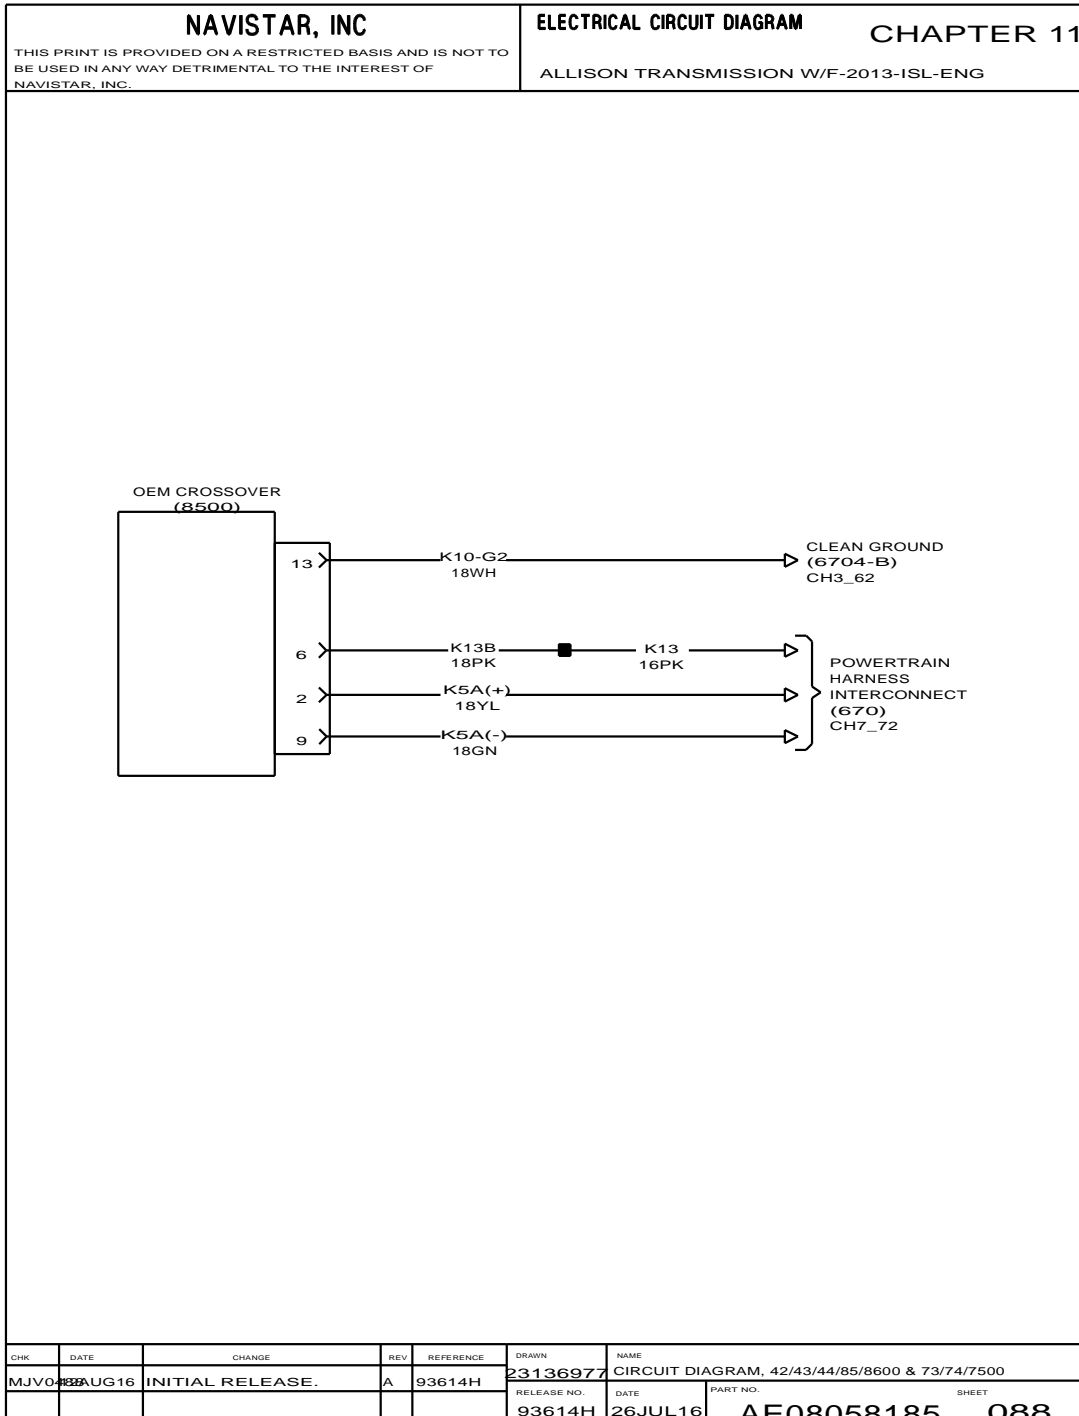 NAVISTAR, INC
THIS PRINT IS PROVIDED ON A RESTRICTED BASIS AND IS NOT TO
BE USED IN ANY WAY DETRIMENTAL TO THE INTEREST OF
NAVISTAR, INC.
ELECTRICAL CIRCUIT DIAGRAM
CHAPTER 11
ALLISON TRANSMISSION W/F-2013-ISL-ENG
OEM CROSSOVER
(8500)
13
K10-G2
18WH
CLEAN GROUND
(6704-B)
CH3_62
6
K13B
18PK
K13
16PK
2
K5A(+)
18YL
9
K5A(-)
18GN
POWERTRAIN
HARNESS
INTERCONNECT
(670)
CH7_72
CHK DATE CHANGE REV REFERENCE
AUG16 INITIAL RELEASE. A 93614H
DRAWN
23136977
NAME
CIRCUIT DIAGRAM, 42/43/44/85/8600 & 73/74/7500
RELEASE NO.
93614H
DATE
26JUL16
PART NO.
AE08058185
SHEET
088